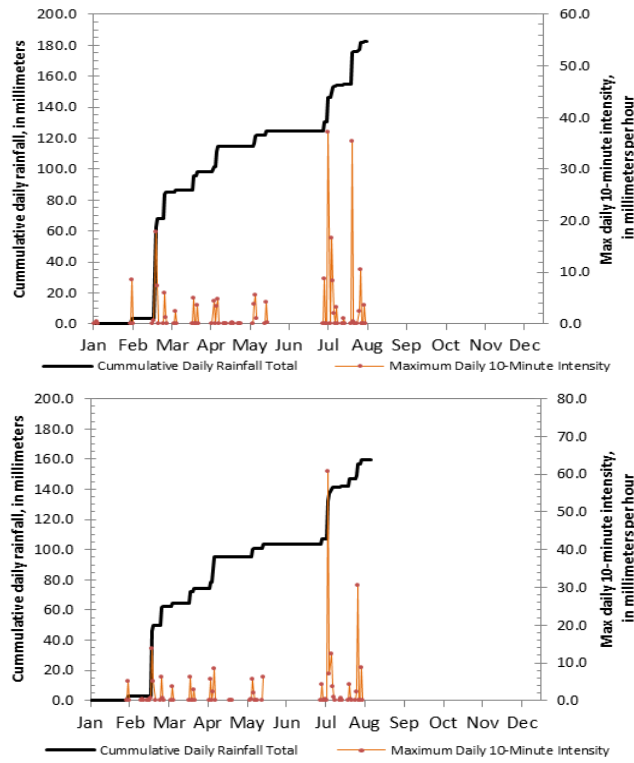 200.0 60.0
180.0
160.0 50.0
140.0 40.0
120.0
100.0 30.0
80.0
60.0 20.0
40.0 10.0
20.0
0.0 0.0
Cummulative daily rainfall, in millimeters
Max daily 10-minute intensity,
in millimeters per hour
Jan Feb Mar Apr May Jun Jul Aug Sep Oct Nov Dec
Cummulative Daily Rainfall Total Maximum Daily 10-Minute Intensity
200.0 80.0
180.0 70.0
160.0
140.0 60.0
120.0 50.0
100.0 40.0
80.0 30.0
60.0
40.0 20.0
20.0 10.0
0.0 0.0
Cummulative daily rainfall, in millimeters
Max daily 10-minute intensity,
in millimeters per hour
Jan Feb Mar Apr May Jun Jul Aug Sep Oct Nov Dec
Cummulative Daily Rainfall Total Maximum Daily 10-Minute Intensity